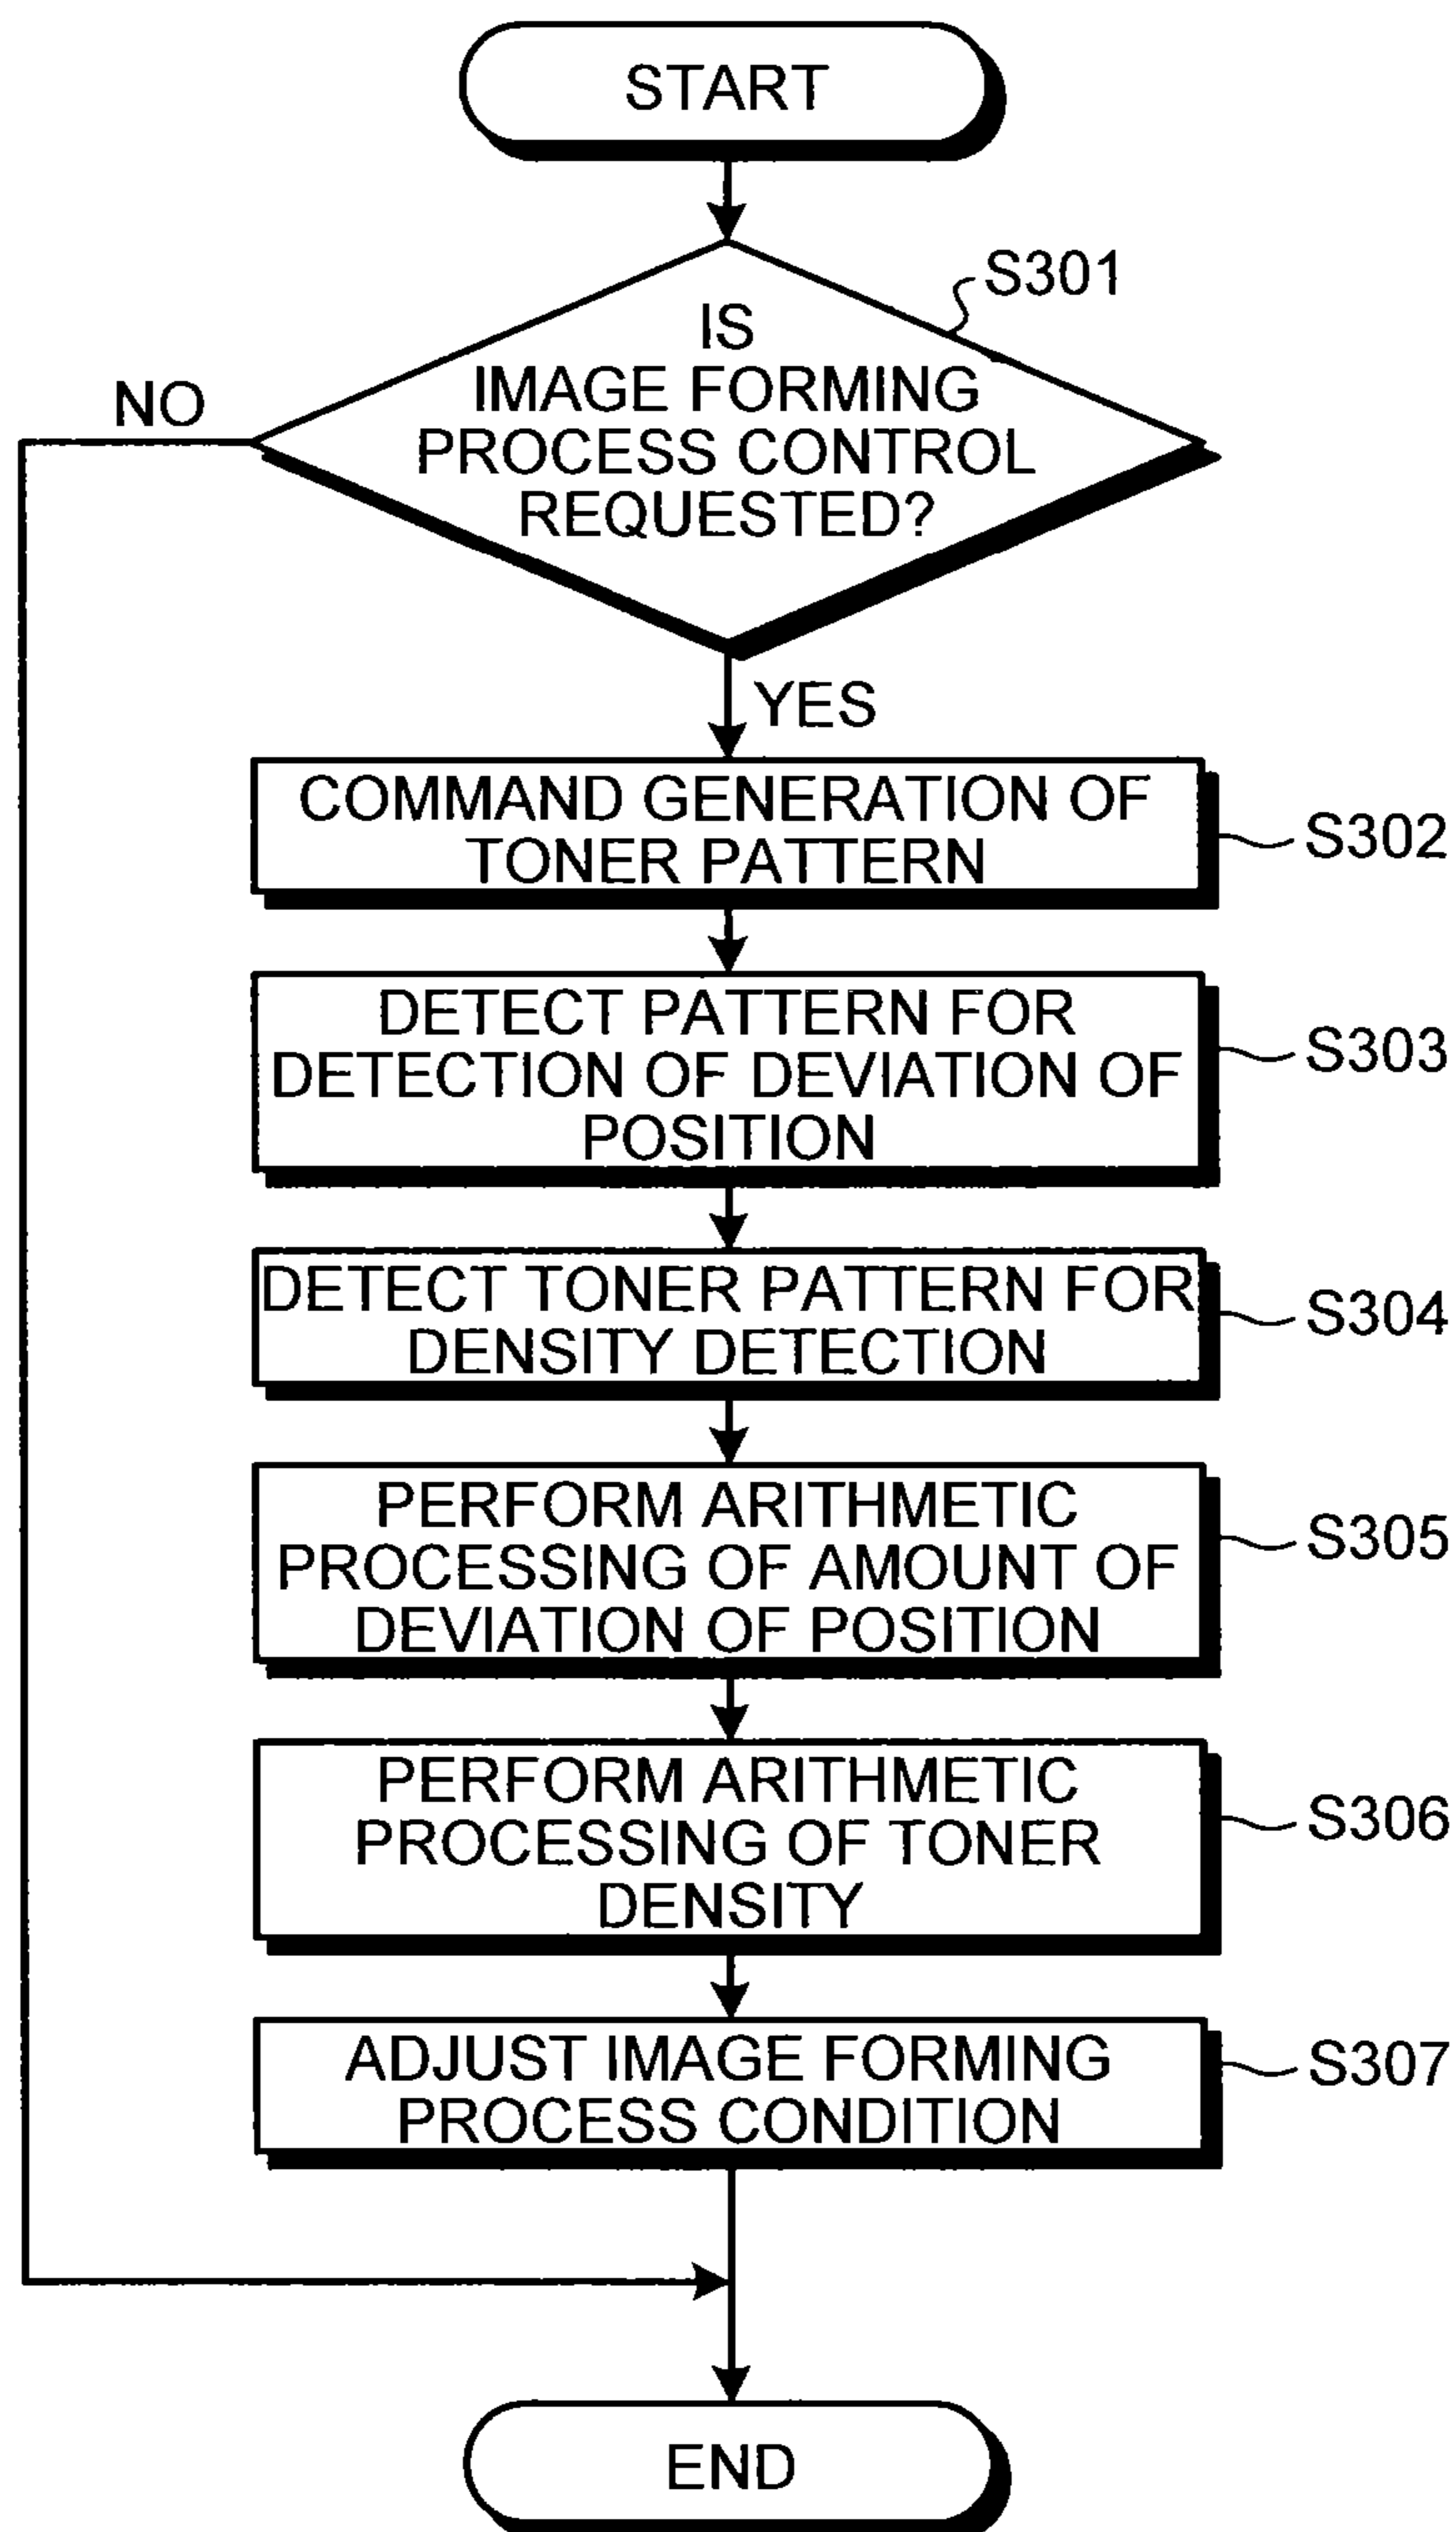 START
S301
IS
IMAGE FORMING
PROCESS CONTROL
REQUESTED?
NO
YES
COMMAND GENERATION OF
TONER PATTERN
S302
DETECT PATTERN FOR
DETECTION OF DEVIATION OF
POSITION
S303
DETECT TONER PATTERN FOR
DENSITY DETECTION
S304
PERFORM ARITHMETIC
PROCESSING OF AMOUNT OF
DEVIATION OF POSITION
S305
PERFORM ARITHMETIC
PROCESSING OF TONER
DENSITY
S306
ADJUST IMAGE FORMING
PROCESS CONDITION
S307
END